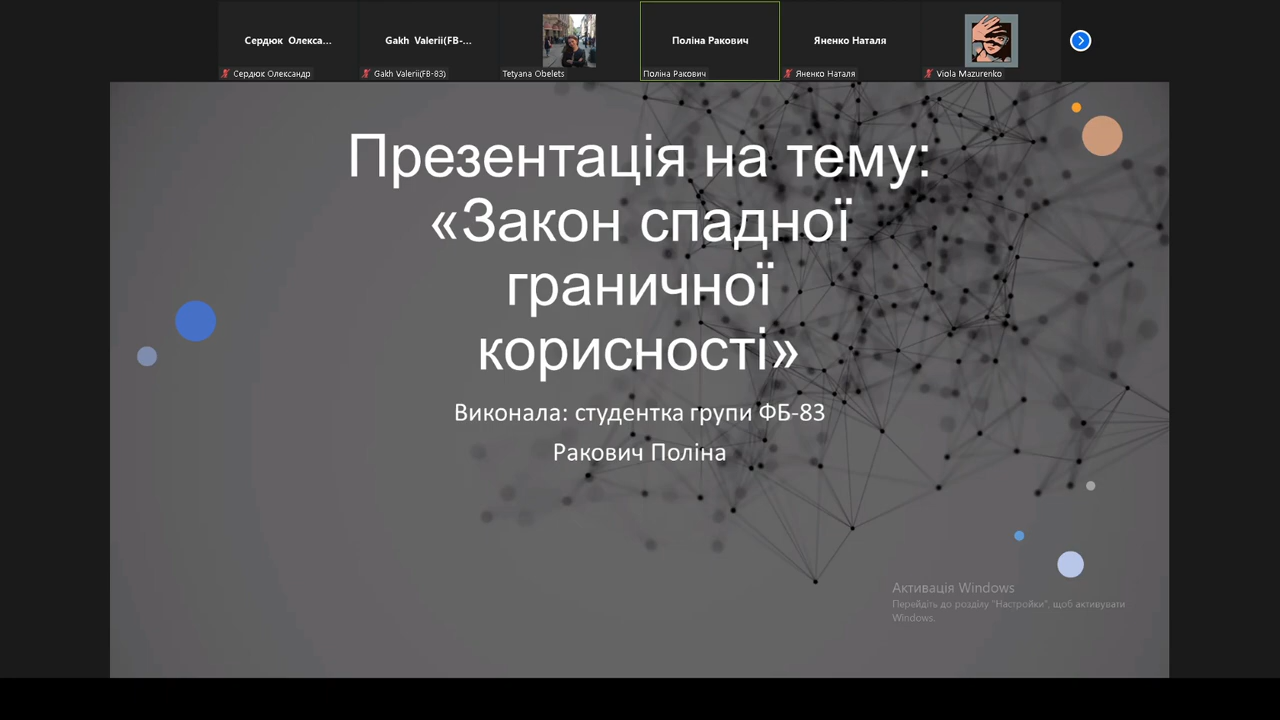 Сердюк Олекса...
Gakh Valerii(FB-...
Поліна Ракович
Яненко Наталя
Сердюк Олександр
Gakh Valerii(FB-83)
Tetyana Obelets
Поліна Ракович
Яненко Наталя
Viola Mazurenko
Презентація на тему:
«Закон спадної
граничної
корисності»
Виконала: студентка групи ФБ-83
Ракович Поліна
Активація Windows
Перейдіть до розділу "Настройки", щоб активувати
Windows.